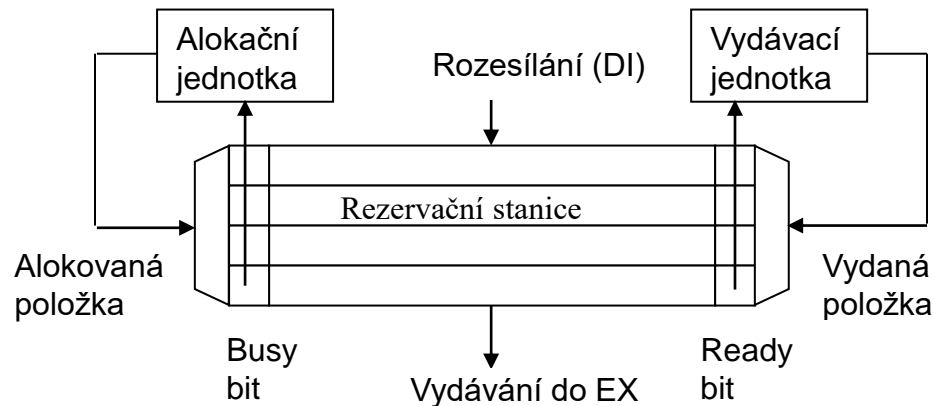 Alokační
jednotka
Rozesílání (DI)
Vydávací
jednotka
Rezervační stanice
Alokovaná
položka
Vydaná
položka
Busy
bit
Vydávání do EX
Ready
bit